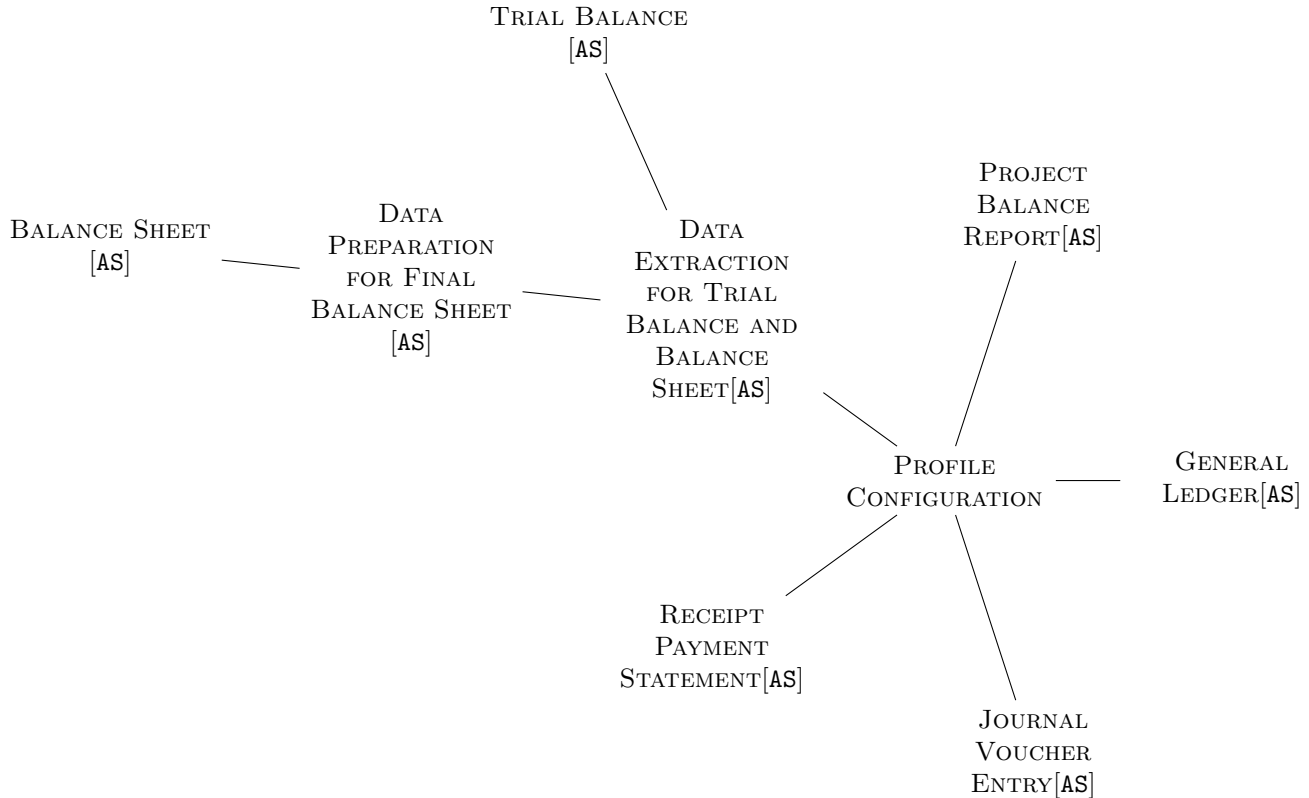 Trial Balance
[AS]
Project
Balance
Report[AS]
Balance Sheet
[AS]
Data
Preparation
for Final
Balance Sheet
[AS]
Data
Extraction
for Trial
Balance and
Balance
Sheet[AS]
Profile
Configuration
General
Ledger[AS]
Receipt
Payment
Statement[AS]
Journal
Voucher
Entry[AS]